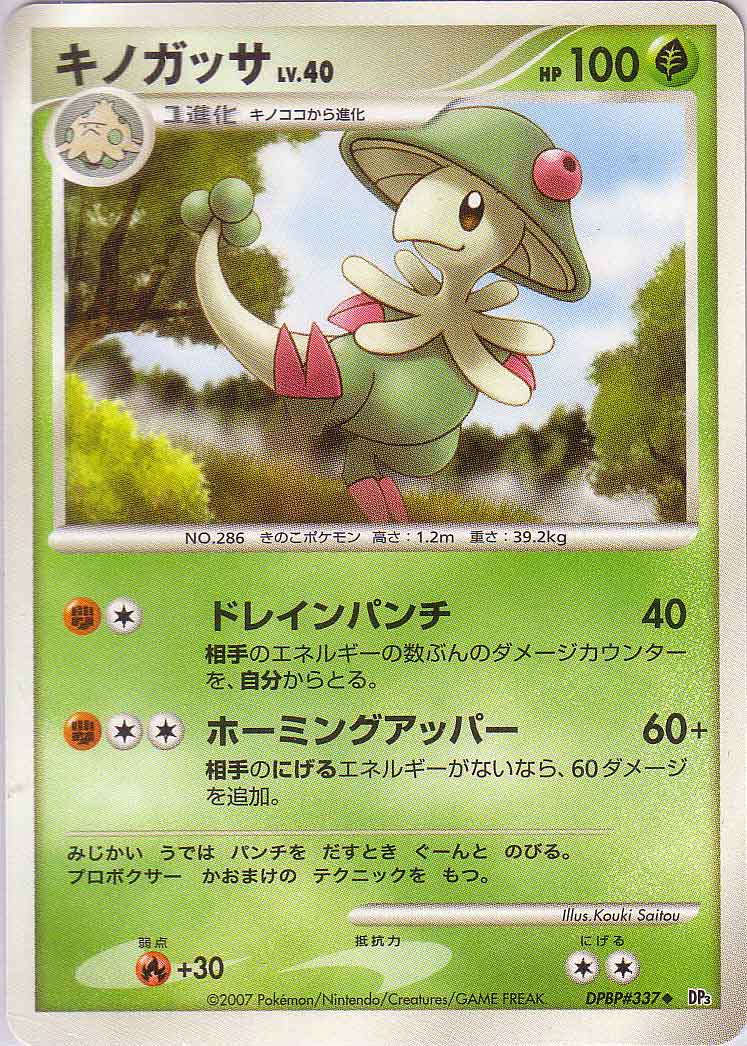 キノガッサ LV.40 HP 100
1進化 キノココから進化
NO.286 きのこポケモン 高さ：1.2m 重さ：39.2kg
ドレインパンチ 40
相手のエネルギーの数ぶんのダメージカウンター
を、自分からとる。
ホーミングアッパー 60+
相手のにげるエネルギーがないなら、60ダメージ
を追加。
みじかい うでは パンチを だすとき ぐーんと のびる。
プロボクサー かおまけの テクニックを もつ。
Illus.Kouki Saitou
弱点 抵抗力 にげる
+30
©2007 Pokémon/Nintendo/Creatures/GAME FREAK. DPBP#337◆ DP3